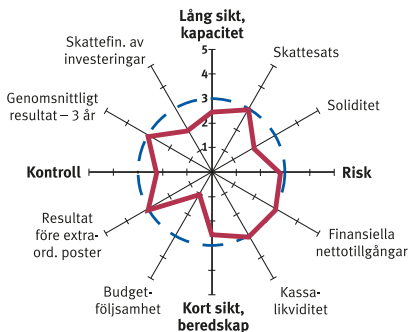 Lång sikt,
kapacitet
Skattefin. av
investeringar
Skattesats
Genomsnittligt
resultat – 3 år
Soliditet
5
4
3
2
1
0
Kontroll
Risk
Resultat
före extra-
ord. poster
Finansiella
nettotillgångar
Budget-
följsamhet
Kassa-
likviditet
Kort sikt,
beredskap